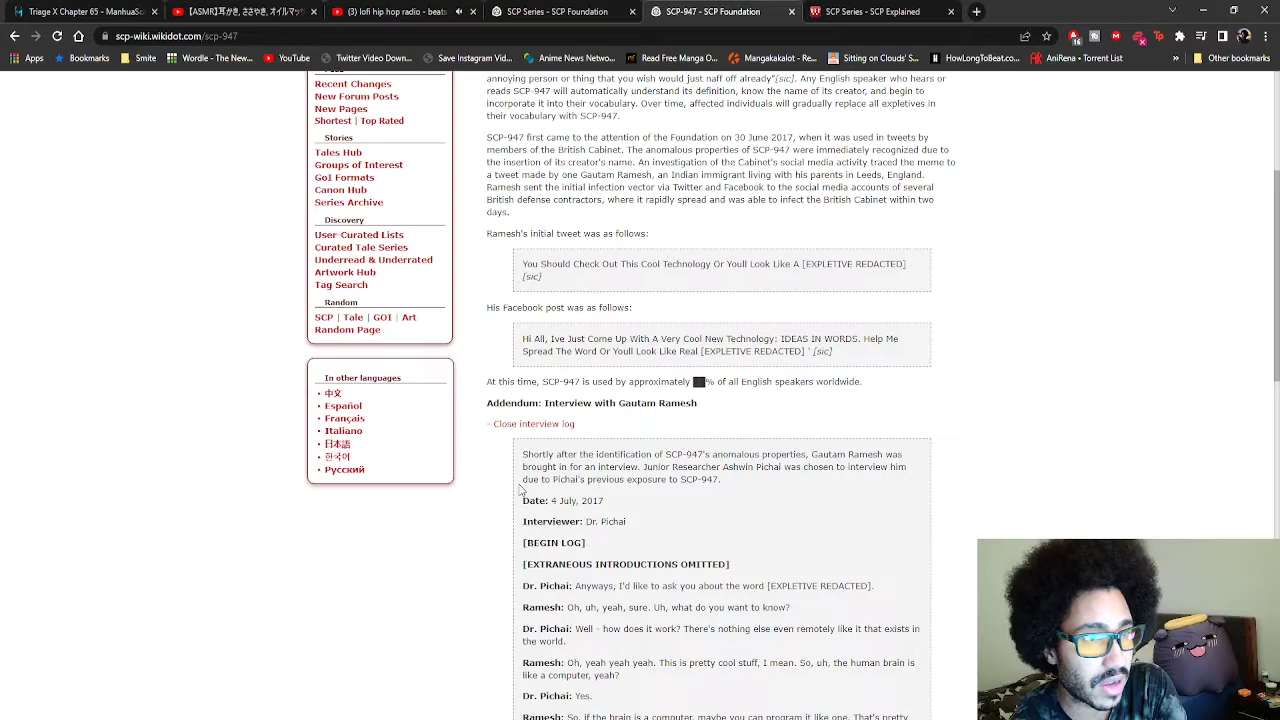 Triage X Chapter 65 - ManhuaSc
【ASMR】耳かき、ささやき、オイルマッ
(3) lofi hip hop radio - beats
SCP Series - SCP Foundation
SCP-947 - SCP Foundation
SCP Series - SCP Explained
scp-wiki.wikidot.com/scp-947
16
Apps
Bookmarks
Smite
Wordle - The New...
YouTube
Twitter Video Down...
Save Instagram Vid...
Anime News Networ...
Read Free Manga O...
Mangakakalot - Re...
Sitting on Clouds' S...
HowLongToBeat....
AniRena • Torrent List
»
Other bookmarks
Recent Changes
New Forum Posts
New Pages
Shortest | Top Rated
Stories
Tales Hub
Groups of Interest
GoI Formats
Canon Hub
Series Archive
Discovery
User-Curated Lists
Curated Tale Series
Underread & Underrated
Artwork Hub
Tag Search
Random
SCP | Tale | GOI | Art
Random Page
In other languages
中文
Español
Français
Italiano
日本語
한국어
Русский
annoying person or thing that you wish would just naff off already"[sic]. Any English speaker who hears or
reads SCP-947 will automatically understand its definition, know the name of its creator, and begin to
incorporate it into their vocabulary. Over time, affected individuals will gradually replace all expletives in
their vocabulary with SCP-947.
SCP-947 first came to the attention of the Foundation on 30 June 2017, when it was used in tweets by
members of the British Cabinet. The anomalous properties of SCP-947 were immediately recognized due to
the insertion of its creator's name. An investigation of the Cabinet's social media activity traced the meme to
a tweet made by one Gautam Ramesh, an Indian immigrant living with his parents in Leeds, England.
Ramesh sent the initial infection vector via Twitter and Facebook to the social media accounts of several
British defense contractors, where it rapidly spread and was able to infect the British Cabinet within two
days.
Ramesh's initial tweet was as follows:
You Should Check Out This Cool Technology Or Youll Look Like A [EXPLETIVE REDACTED]
[sic]
His Facebook post was as follows:
Hi All, Ive Just Come Up With A Very Cool New Technology: IDEAS IN WORDS. Help Me
Spread The Word Or Youll Look Like Real [EXPLETIVE REDACTED] ' [sic]
At this time, SCP-947 is used by approximately ██% of all English speakers worldwide.
Addendum: Interview with Gautam Ramesh
- Close interview log
Shortly after the identification of SCP-947's anomalous properties, Gautam Ramesh was
brought in for an interview. Junior Researcher Ashwin Pichai was chosen to interview him
due to Pichai's previous exposure to SCP-947.
Date: 4 July, 2017
Interviewer: Dr. Pichai
[BEGIN LOG]
[EXTRANEOUS INTRODUCTIONS OMITTED]
Dr. Pichai: Anyways, I'd like to ask you about the word [EXPLETIVE REDACTED].
Ramesh: Oh, uh, yeah, sure. Uh, what do you want to know?
Dr. Pichai: Well - how does it work? There's nothing else even remotely like it that exists in
the world.
Ramesh: Oh, yeah yeah yeah. This is pretty cool stuff, I mean. So, uh, the human brain is
like a computer, yeah?
Dr. Pichai: Yes.
Ramesh: So, if the brain is a computer, maybe you can program it like one. That's pretty